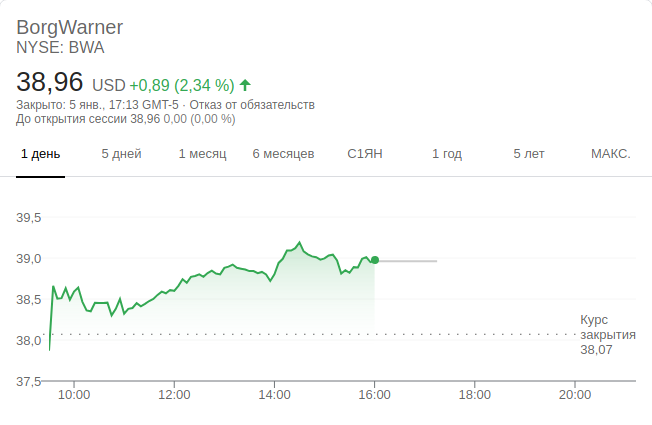 BorgWarner
NYSE: BWA
38,96 USD +0,89 (2,34 %)
Закрыто: 5 янв., 17:13 GMT-5 · Отказ от обязательств
До открытия сессии 38,96 0,00 (0,00 %)
1 день 5 дней 1 месяц 6 месяцев С1ЯН 1 год 5 лет МАКС.
39,5
39,0
38,5
38,0
37,5
Курс
закрытия
38,07
10:00 12:00 14:00 16:00 18:00 20:00